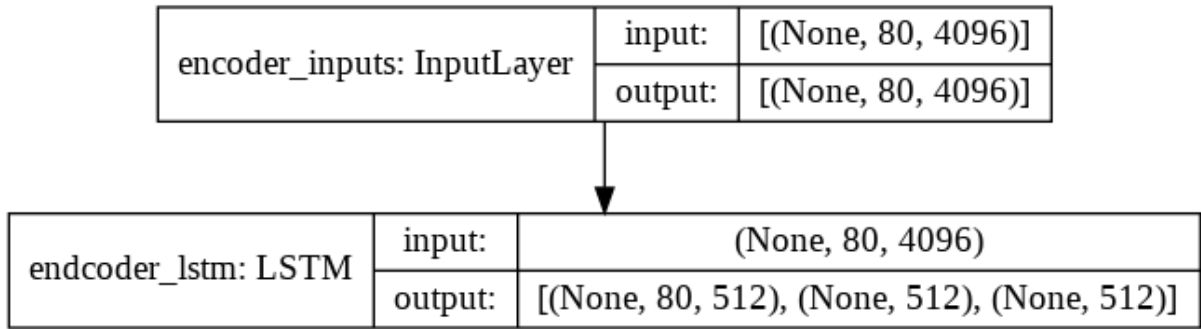 encoder_inputs: InputLayer
input:
[(None, 80, 4096)]
output:
[(None, 80, 4096)]
endcoder_lstm: LSTM
input:
(None, 80, 4096)
output:
[(None, 80, 512), (None, 512), (None, 512)]